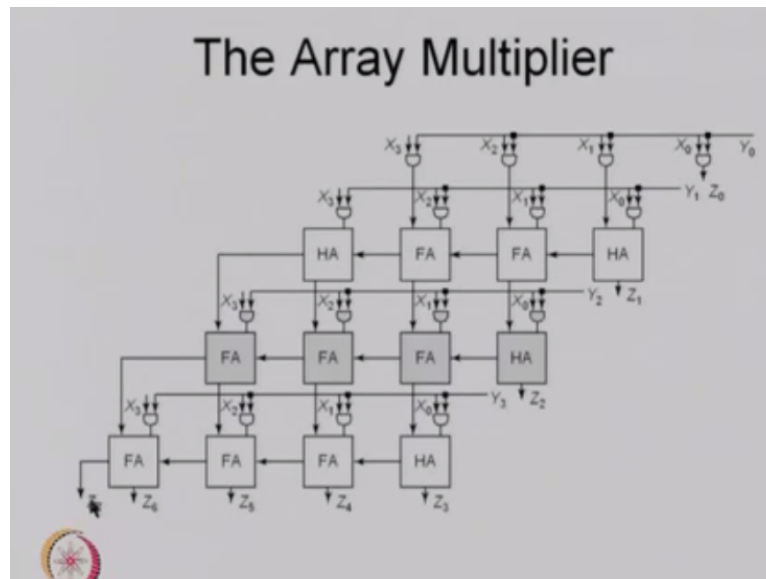 The Array Multiplier
X3 X2 X1 X0 Y0
X3 X2 X1 X0 Y1 Z0
HA FA FA HA
X3 X2 X1 X0 Y2 Z1
FA FA FA HA
X3 X2 X1 X0 Y3 Z2
FA FA FA HA
Z6 Z5 Z4 Z3